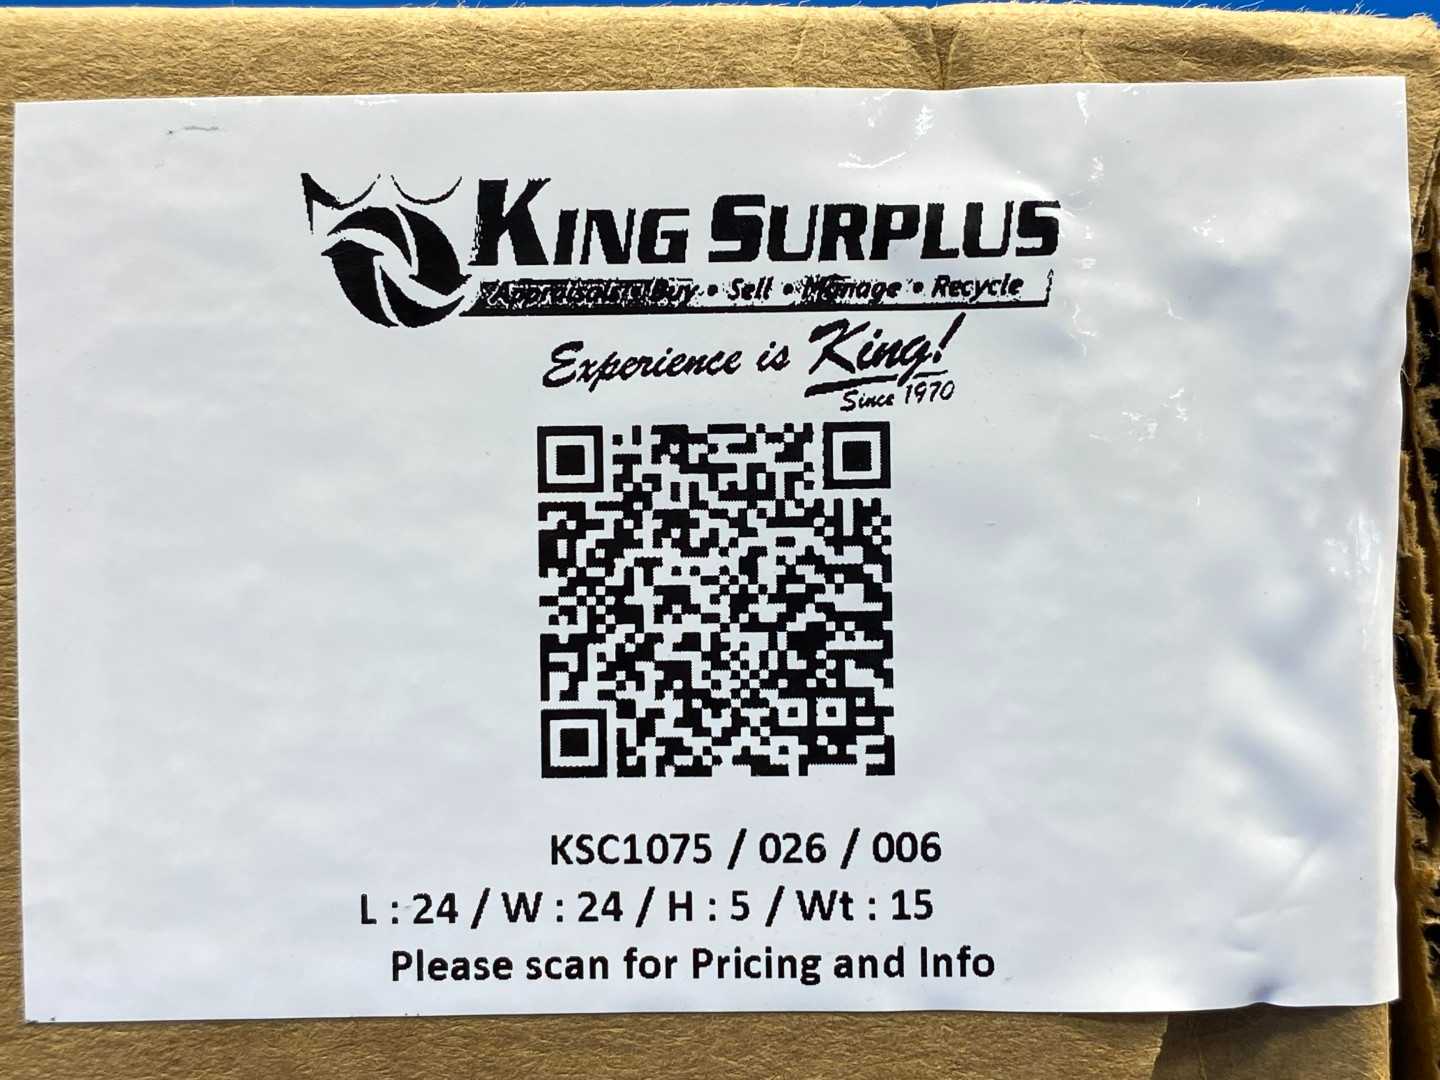 KING SURPLUS
Appraisals • Buy • Sell • Manage • Recycle
Experience is King!
Since 1970
KSC1075 / 026 / 006
L : 24 / W : 24 / H : 5 / Wt : 15
Please scan for Pricing and Info